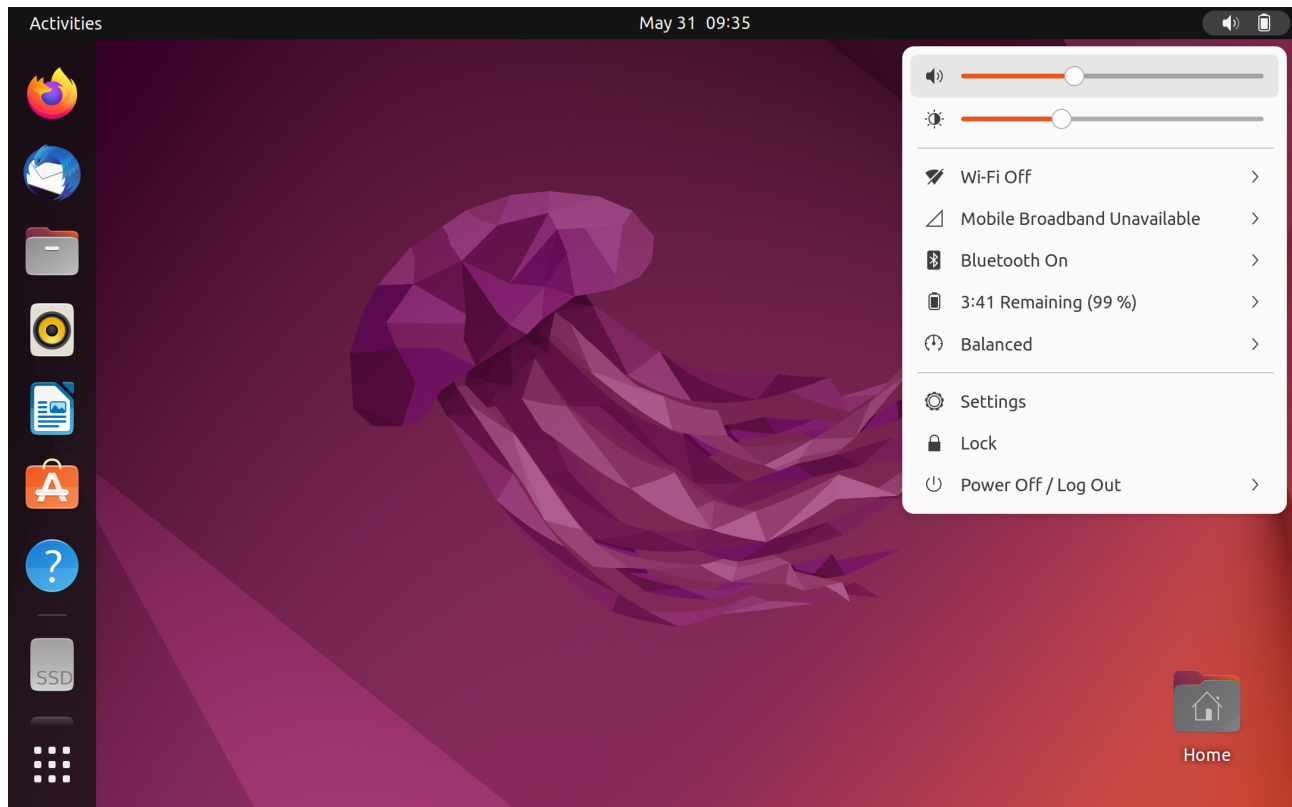 Activities
May 31 09:35
Wi-Fi Off
Mobile Broadband Unavailable
Bluetooth On
3:41 Remaining (99 %)
Balanced
Settings
Lock
Power Off / Log Out
?
SSD
Home